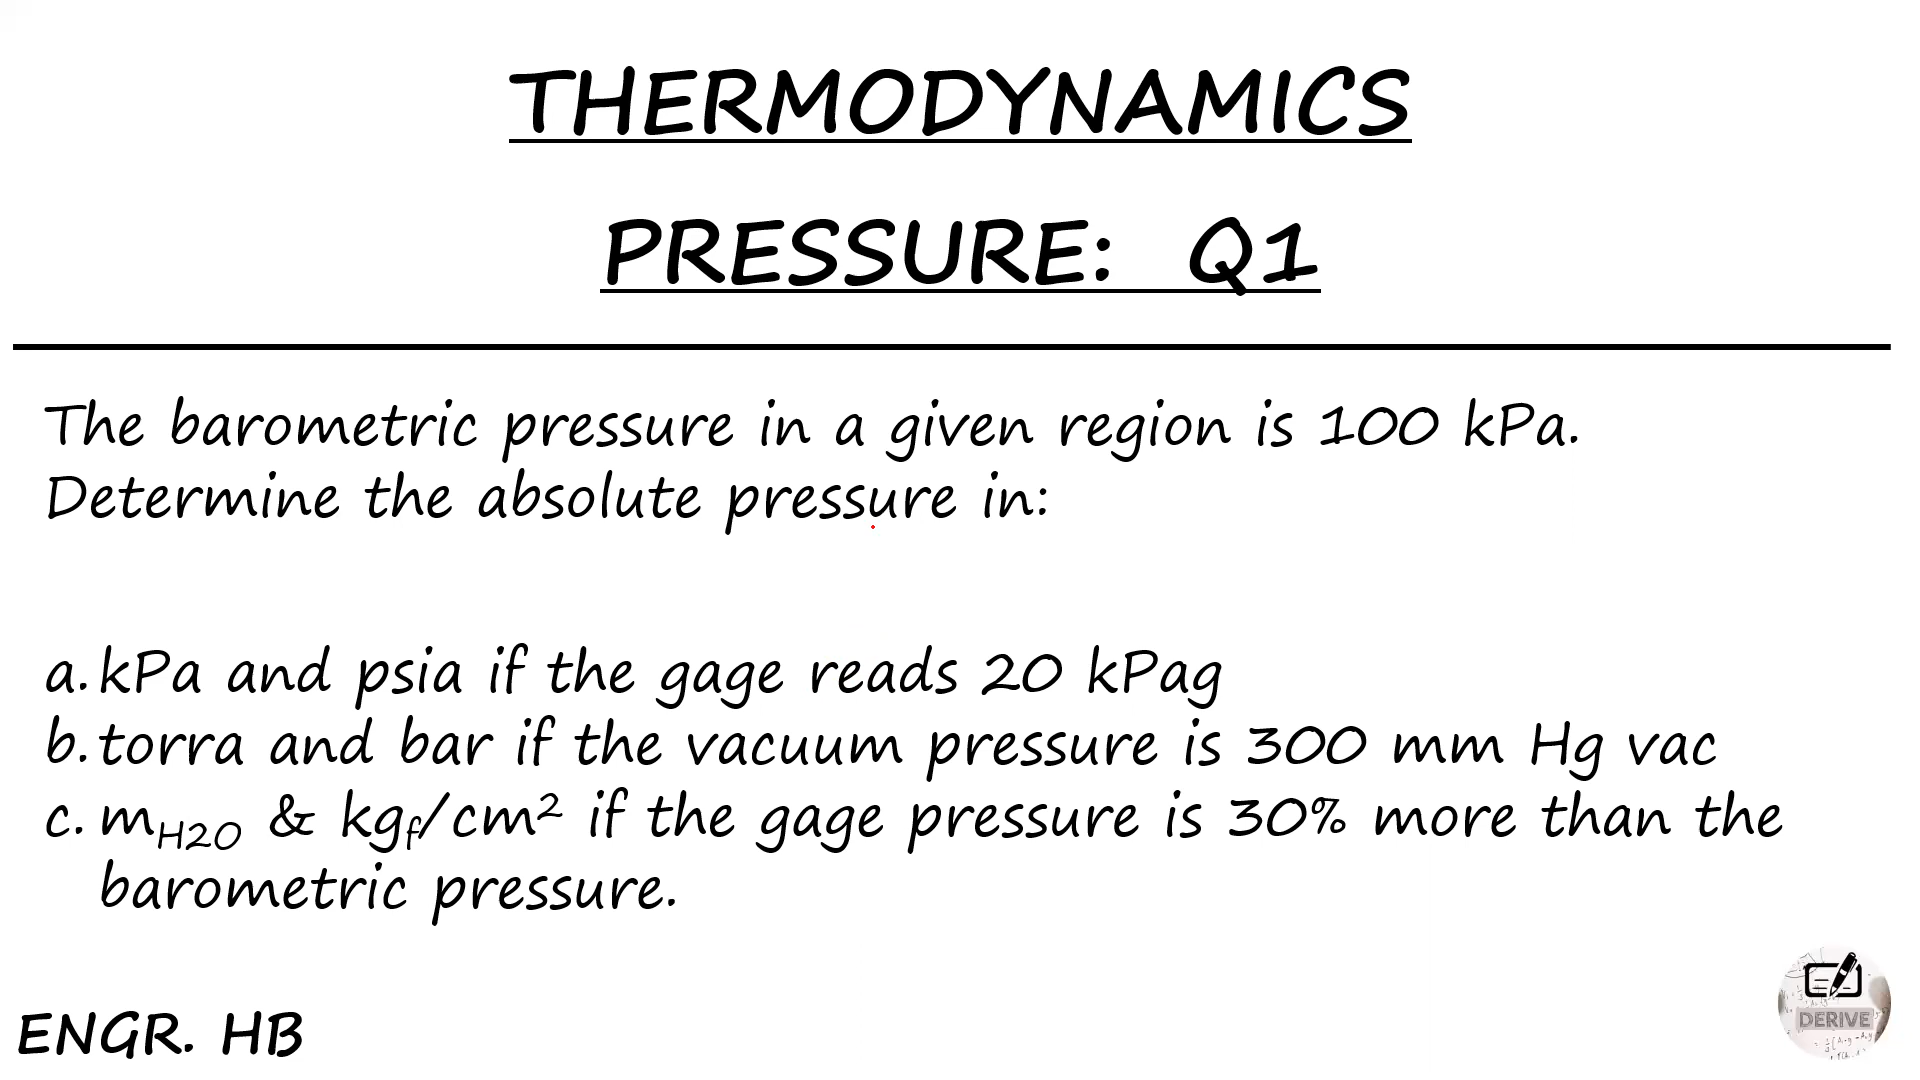 THERMODYNAMICS
PRESSURE: Q1
The barometric pressure in a given region is 100 kPa.
Determine the absolute pressure in:
a. kPa and psia if the gage reads 20 kPag
b. torra and bar if the vacuum pressure is 300 mm Hg vac
c. m_H2O & kg_f/cm² if the gage pressure is 30% more than the
barometric pressure.
ENGR. HB
DERIVE